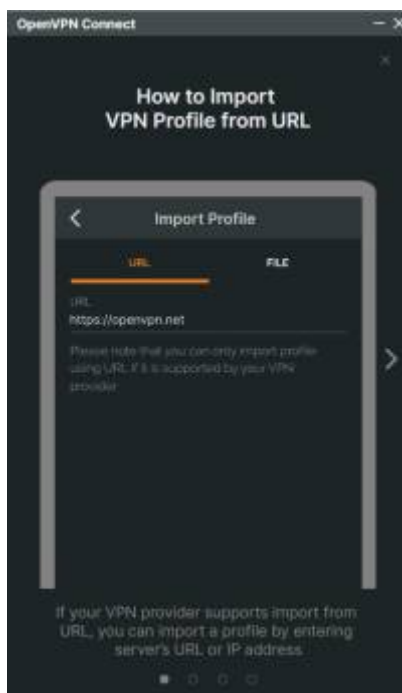 OpenVPN Connect
How to Import
VPN Profile from URL
Import Profile
URL
FILE
URL
https://openvpn.net
Please note that you can only import profile
using URL if it is supported by your VPN
provider
If your VPN provider supports import from
URL, you can import a profile by entering
server's URL or IP address